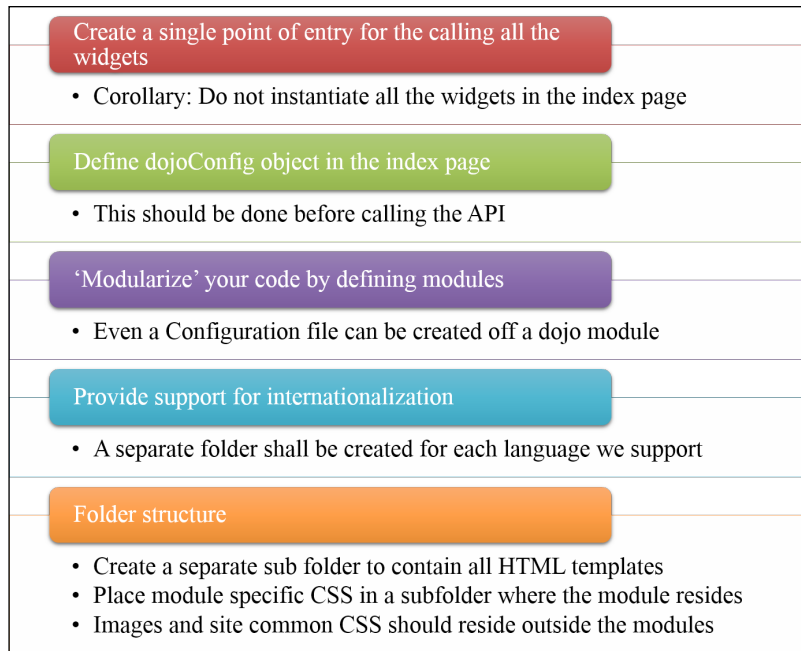 Create a single point of entry for the calling all the
widgets
• Corollary: Do not instantiate all the widgets in the index page
Define dojoConfig object in the index page
• This should be done before calling the API
‘Modularize’ your code by defining modules
• Even a Configuration file can be created off a dojo module
Provide support for internationalization
• A separate folder shall be created for each language we support
Folder structure
• Create a separate sub folder to contain all HTML templates
• Place module specific CSS in a subfolder where the module resides
• Images and site common CSS should reside outside the modules